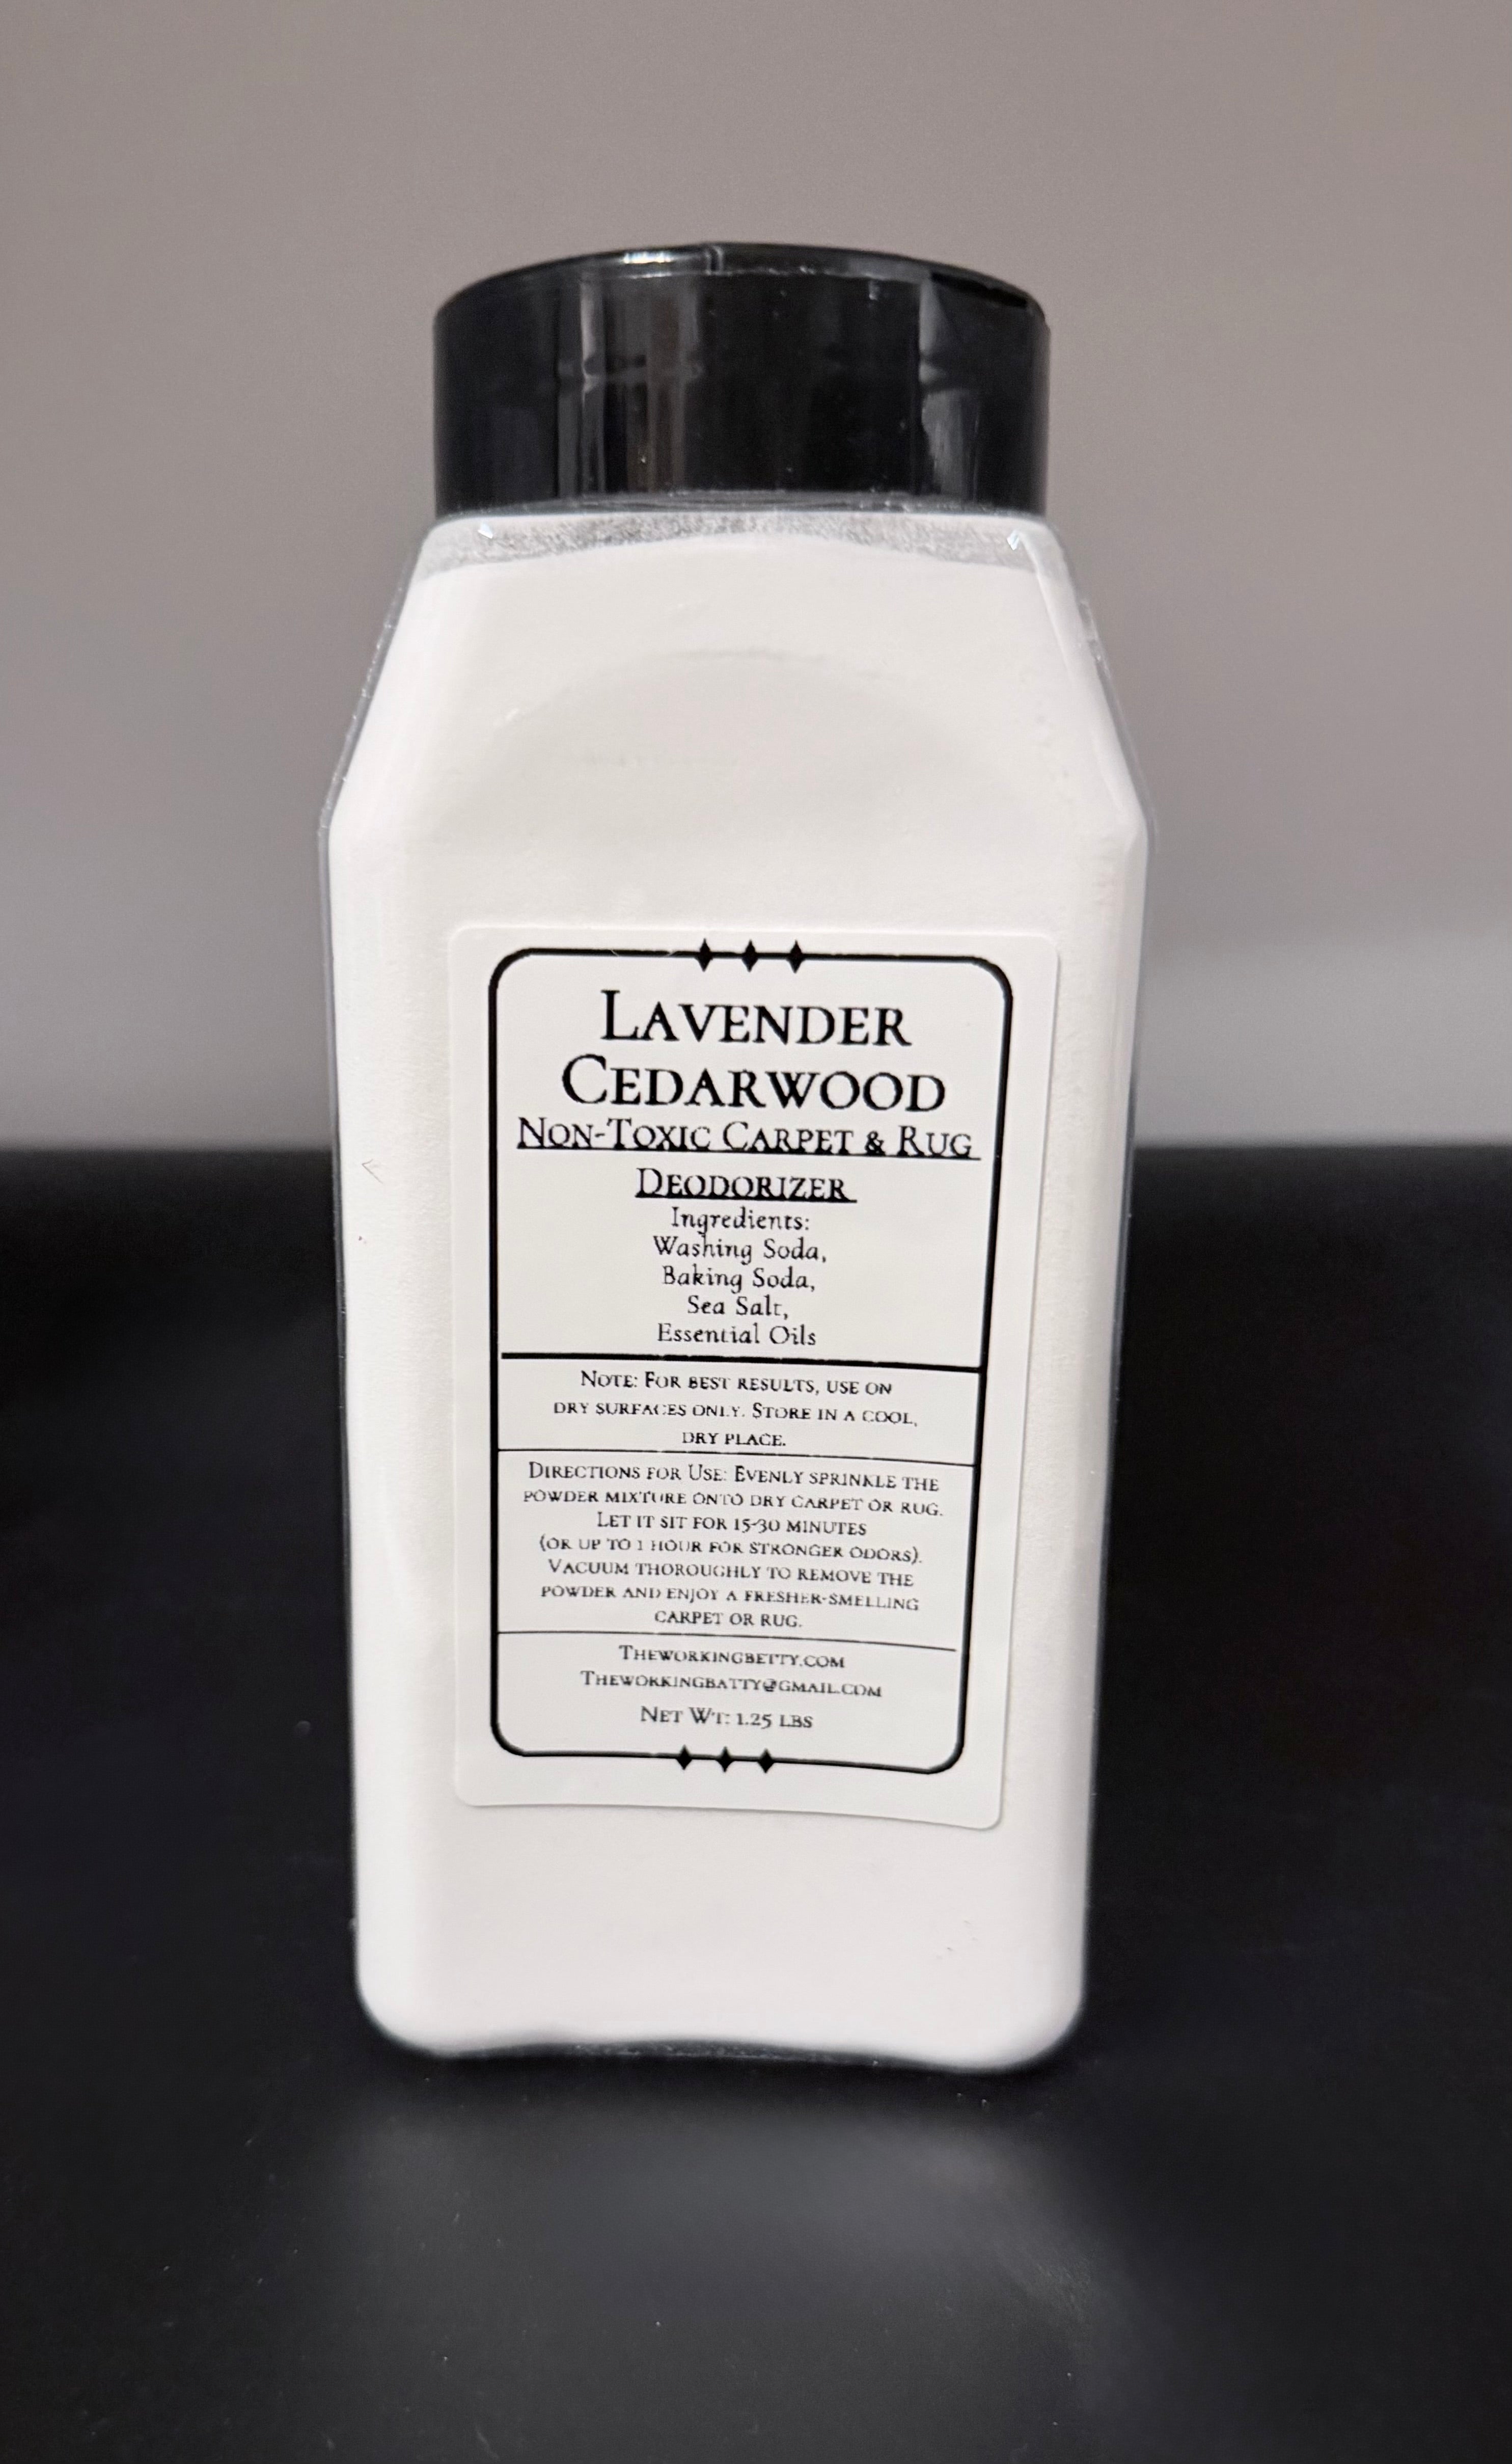 LAVENDER
CEDARWOOD
NON-TOXIC CARPET & RUG
DEODORIZER
Ingredients:
Washing Soda,
Baking Soda,
Sea Salt,
Essential Oils
NOTE: FOR BEST RESULTS, USE ON
DRY SURFACES ONLY. STORE IN A COOL,
DRY PLACE.
DIRECTIONS FOR USE: EVENLY SPRINKLE THE
POWDER MIXTURE ONTO DRY CARPET OR RUG.
LET IT SIT FOR 15-30 MINUTES
(OR UP TO 1 HOUR FOR STRONGER ODORS).
VACUUM THOROUGHLY TO REMOVE THE
POWDER AND ENJOY A FRESHER-SMELLING
CARPET OR RUG.
THEWORKINGBETTY.COM
THEWORKINGBATTY@GMAIL.COM
NET WT: 1.25 LBS